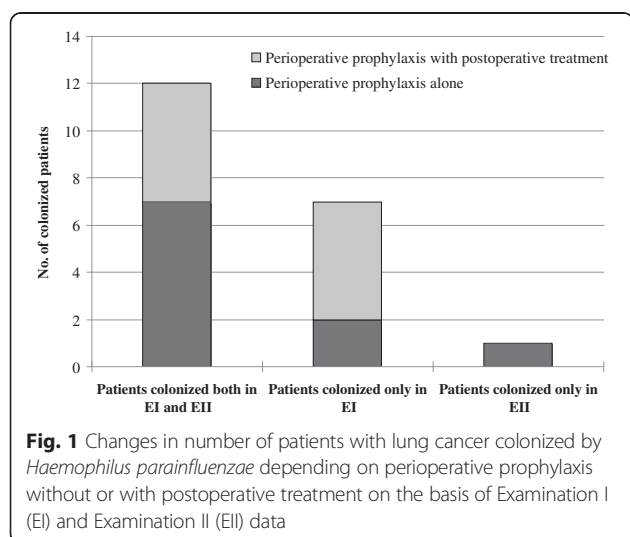 14
12
10
8
6
4
2
0
No. of colonized patients
Perioperative prophylaxis with postoperative treatment
Perioperative prophylaxis alone
Patients colonized both in
EI and EII
Patients colonized only in
EI
Patients colonized only in
EII
Fig. 1 Changes in number of patients with lung cancer colonized by
Haemophilus parainfluenzae depending on perioperative prophylaxis
without or with postoperative treatment on the basis of Examination I
(EI) and Examination II (EII) data